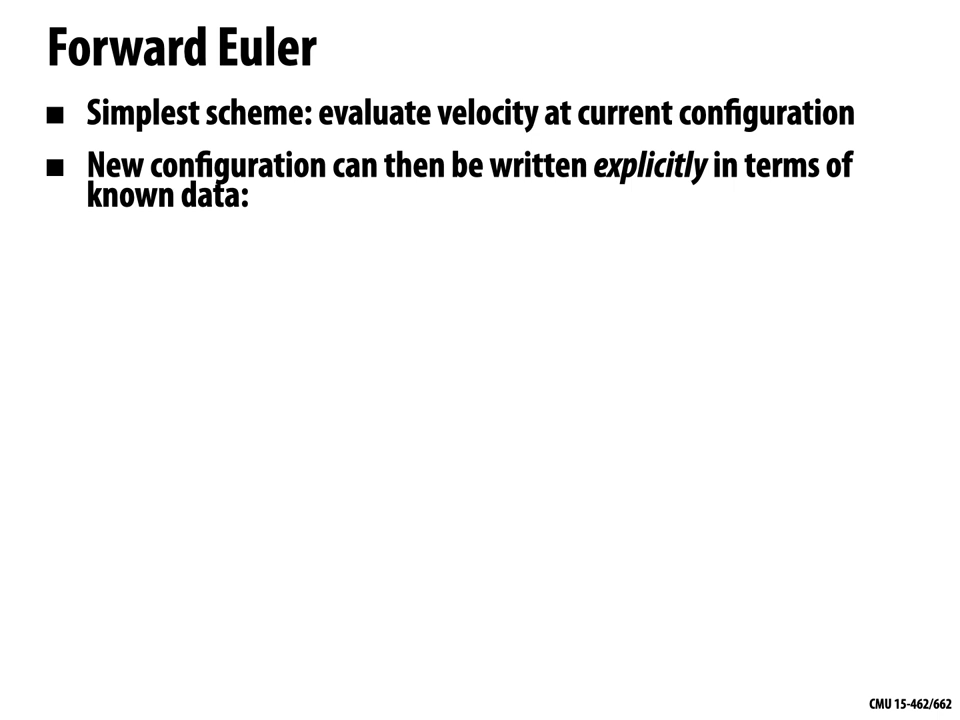 Forward Euler
■ Simplest scheme: evaluate velocity at current configuration
■ New configuration can then be written explicitly in terms of
known data:
CMU 15-462/662